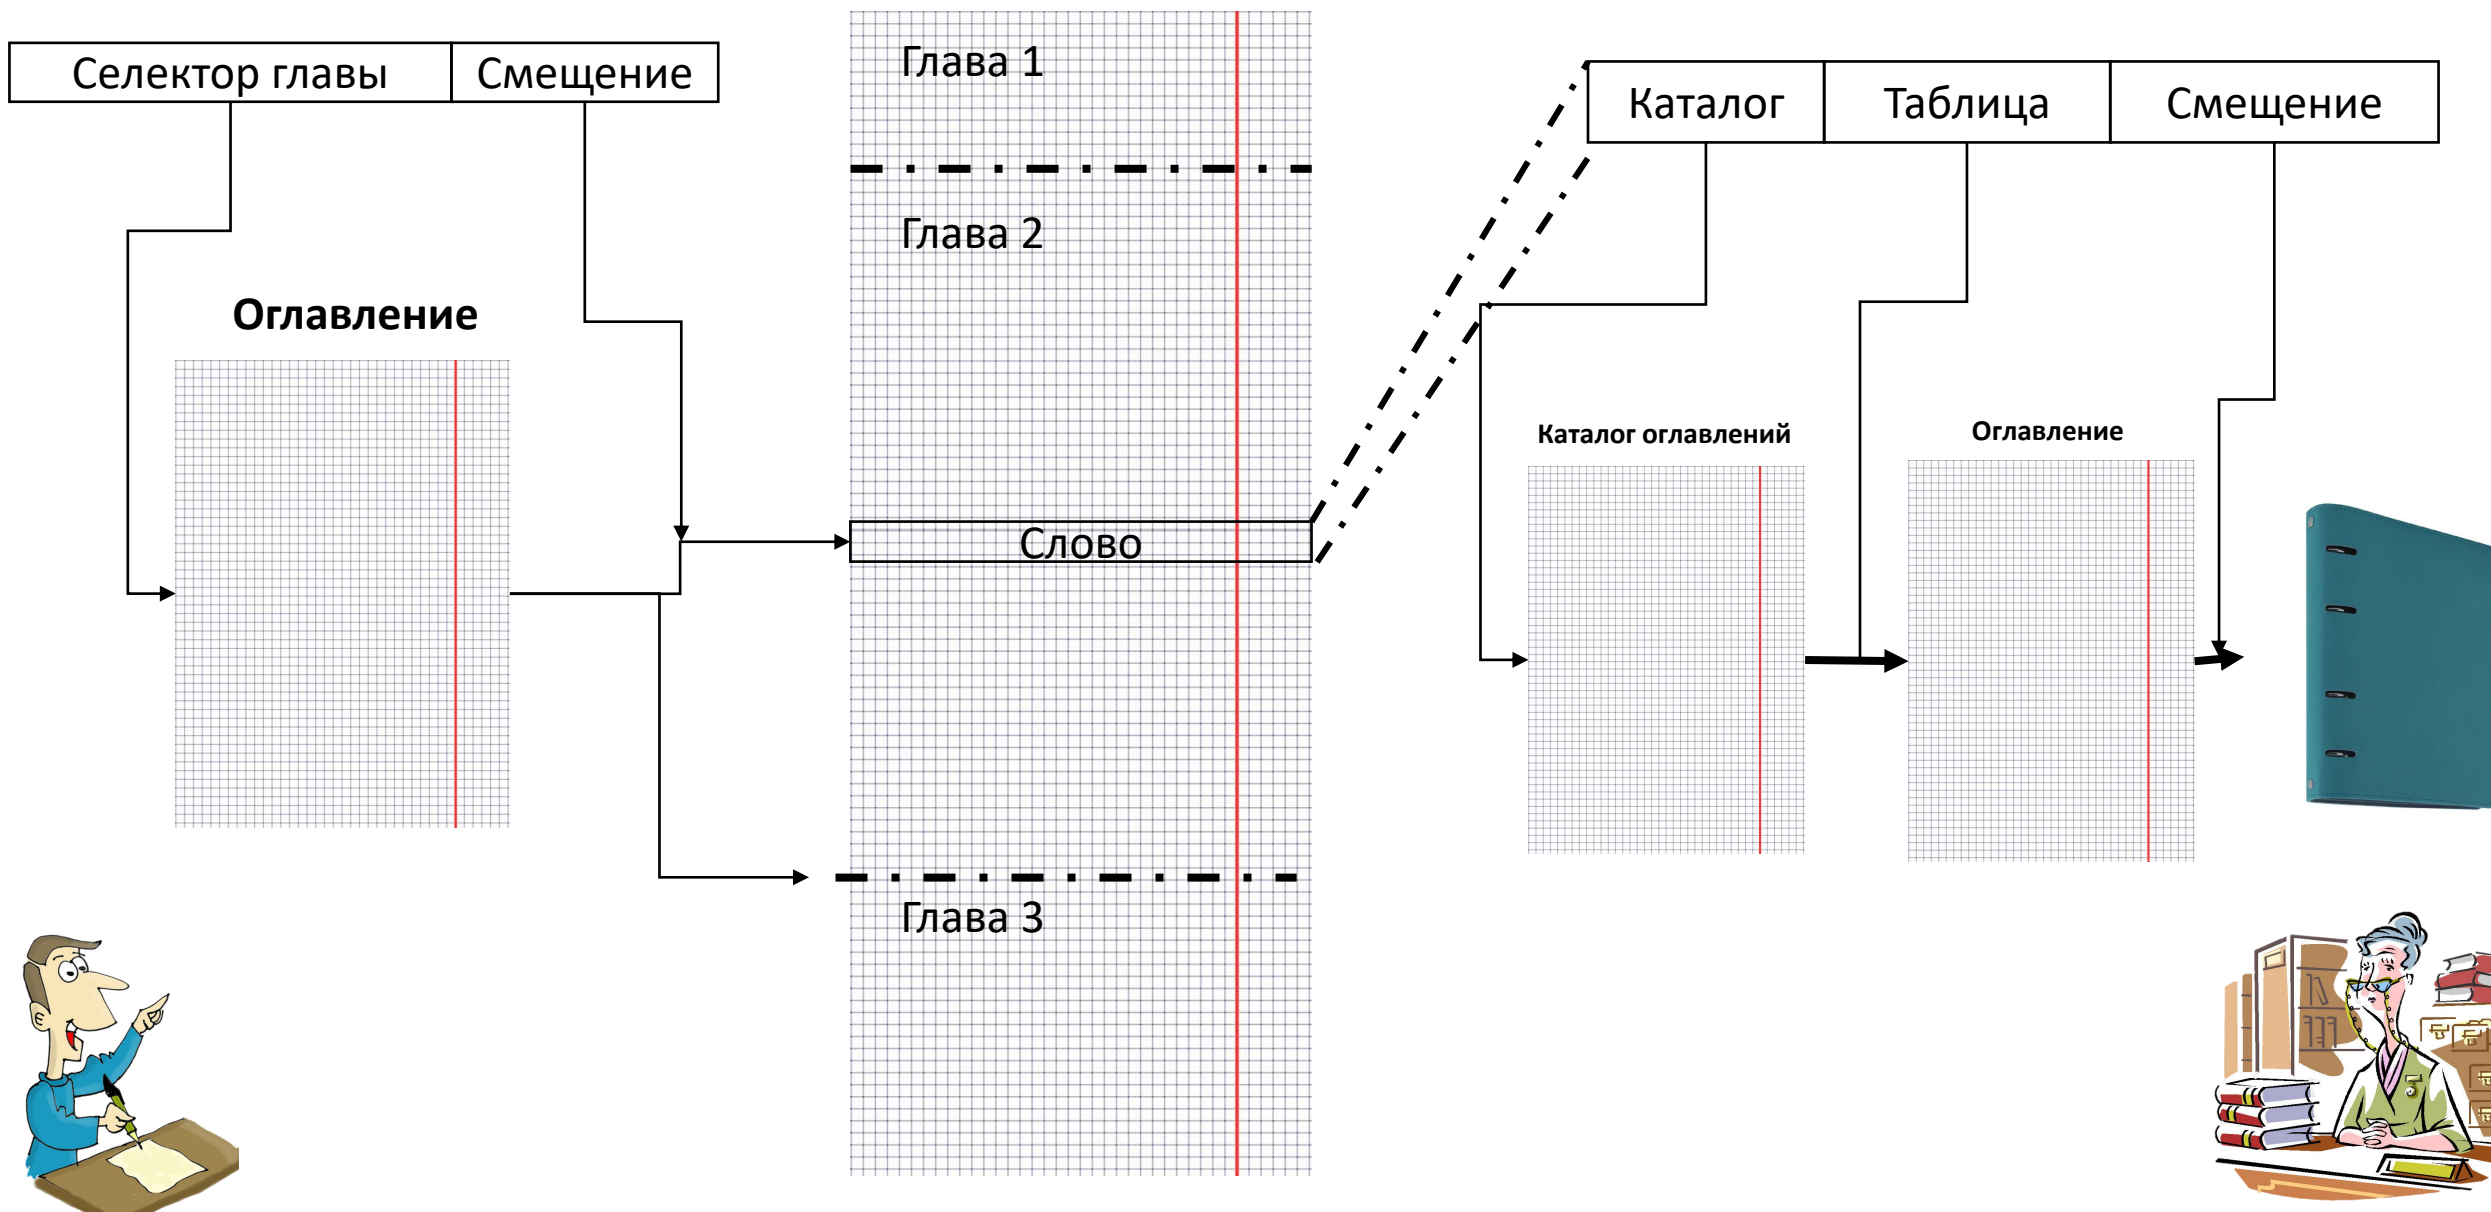 Селектор главы
Смещение
Оглавление
Глава 1
Глава 2
Слово
Глава 3
Каталог
Таблица
Смещение
Каталог оглавлений
Оглавление